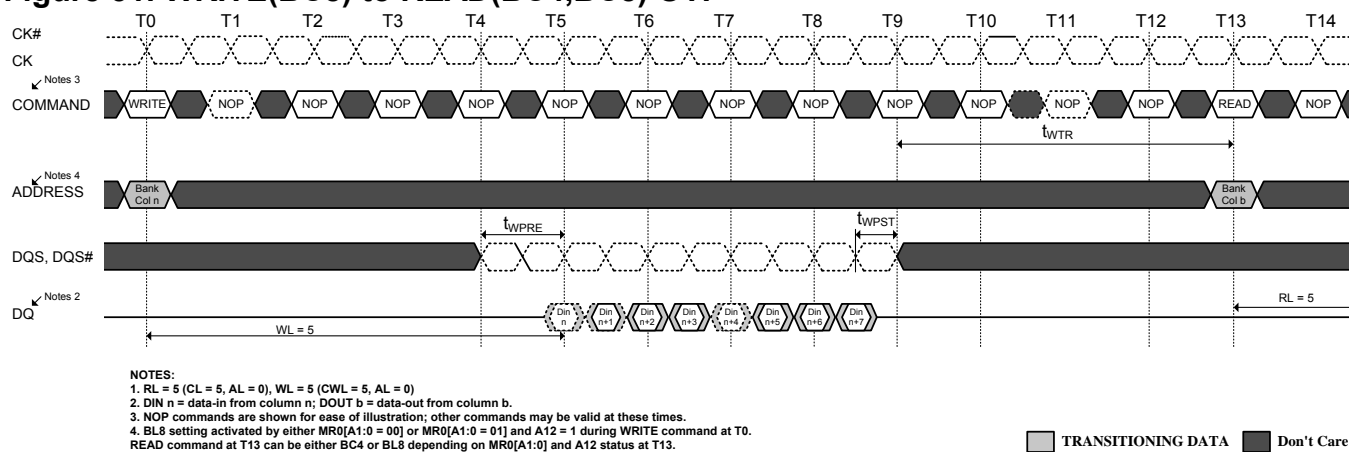 Figure to
T0 T1 T2 T3 T4 T5 T6 T7 T8 T9 T10 T11 T12 T13 T14
CK#
CK
Notes 3
COMMAND WRITE NOP NOP NOP NOP NOP NOP NOP NOP NOP NOP NOP NOP READ NOP
tWTR
Notes 4
ADDRESS
Bank Bank
Col n Col b
tWPRE tWPST
DQS, DQS#
Notes 2
DQ
Din Din Din Din Din Din Din Din
n n+1 n+2 n+3 n+4 n+5 n+6 n+7
RL = 5
WL = 5
NOTES:
1. RL = 5 (CL = 5, AL = 0), WL = 5 (CWL = 5, AL = 0)
2. DIN n = data-in from column n; DOUT b = data-out from column b.
3. NOP commands are shown for ease of illustration; other commands may be valid at these times.
4. BL8 setting activated by either MR0[A1:0 = 00] or MR0[A1:0 = 01] and A12 = 1 during WRITE command at T0.
READ command at T13 can be either BC4 or BL8 depending on MR0[A1:0] and A12 status at T13.
TRANSITIONING DATA Don't Care